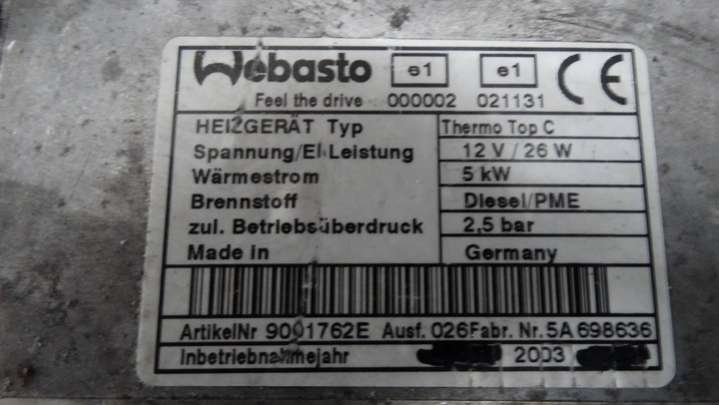 Webasto e1 e1 CE
Feel the drive 000002 021131
HEIZGERÄT Typ Thermo Top C
Spannung/El.Leistung 12 V / 26 W
Wärmestrom 5 kW
Brennstoff Diesel/PME
zul. Betriebsüberdruck 2,5 bar
Made in Germany
ArtikelNr 9001762E Ausf. 026 Fabr. Nr. 5A 698636
Inbetriebnahmejahr 2003